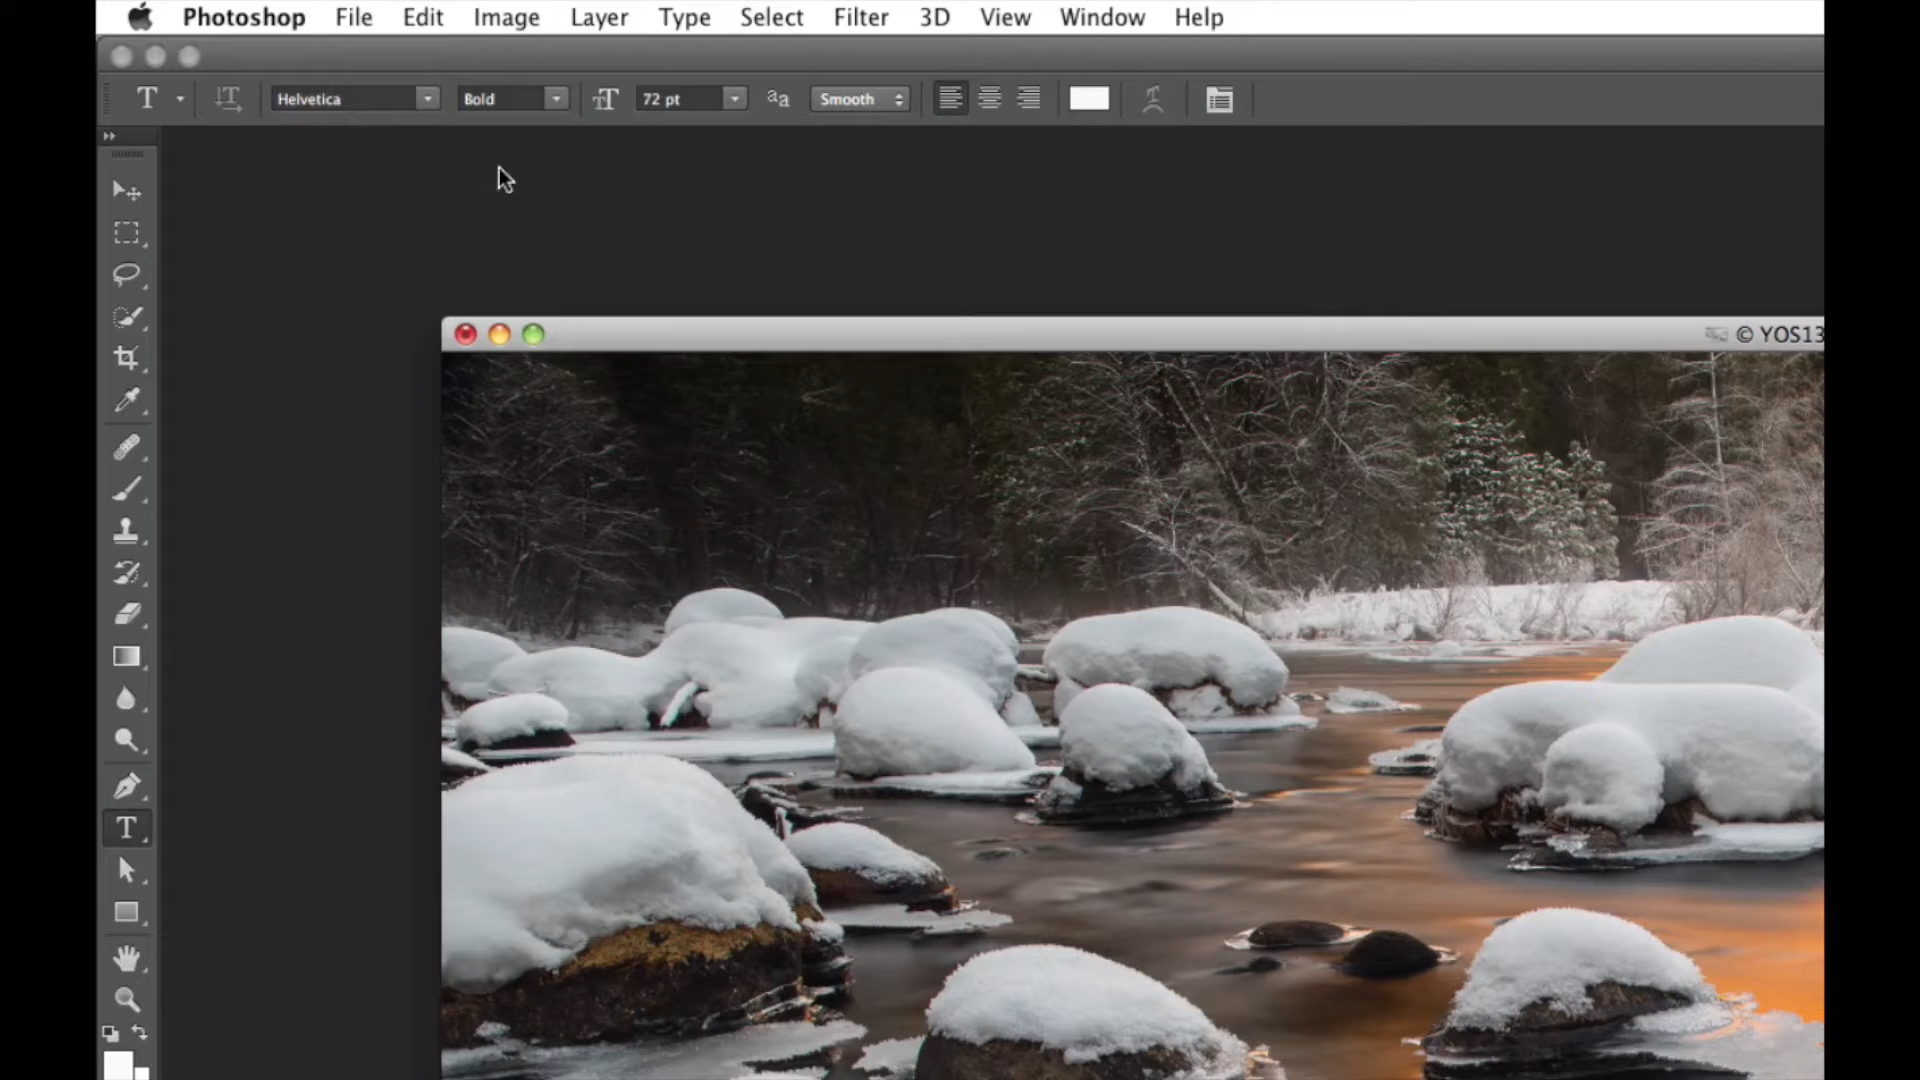 Photoshop File Edit Image Layer Type Select Filter 3D View Window Help
T Helvetica Bold 72 pt aa Smooth
© YOS13
T